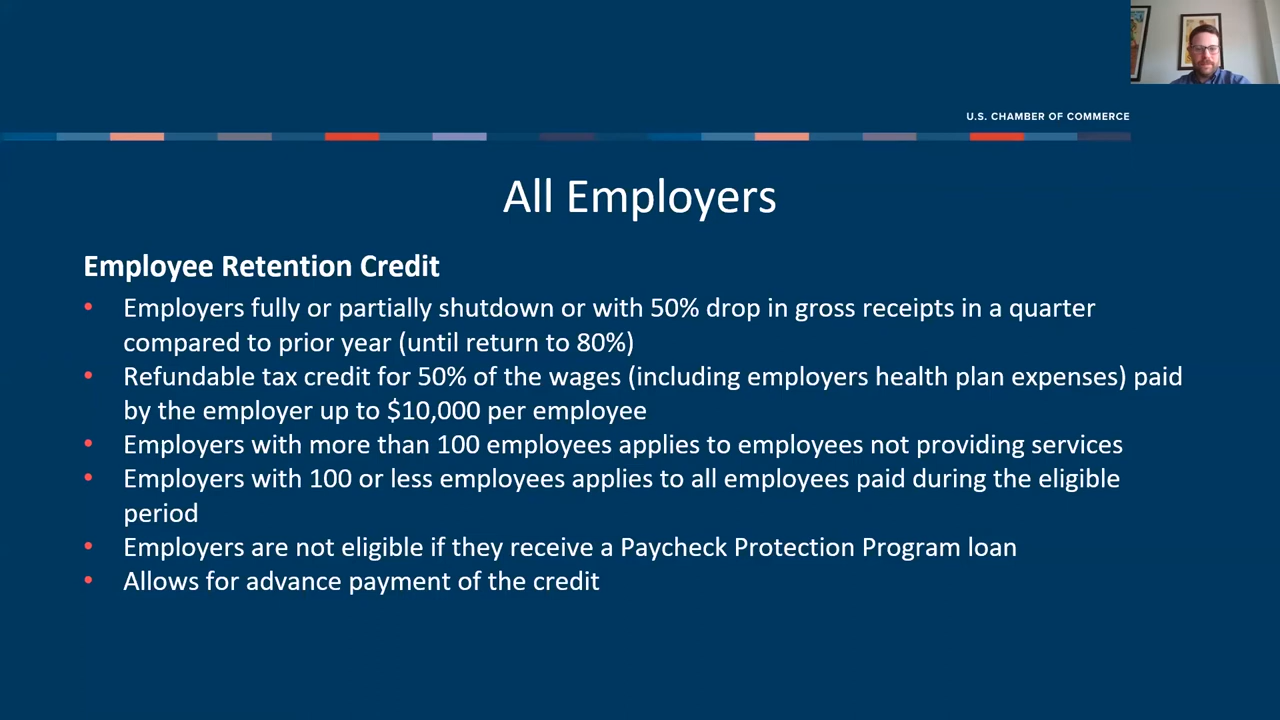 U.S. CHAMBER OF COMMERCE
All Employers
Employee Retention Credit
• Employers fully or partially shutdown or with 50% drop in gross receipts in a quarter
compared to prior year (until return to 80%)
• Refundable tax credit for 50% of the wages (including employers health plan expenses) paid
by the employer up to $10,000 per employee
• Employers with more than 100 employees applies to employees not providing services
• Employers with 100 or less employees applies to all employees paid during the eligible
period
• Employers are not eligible if they receive a Paycheck Protection Program loan
• Allows for advance payment of the credit